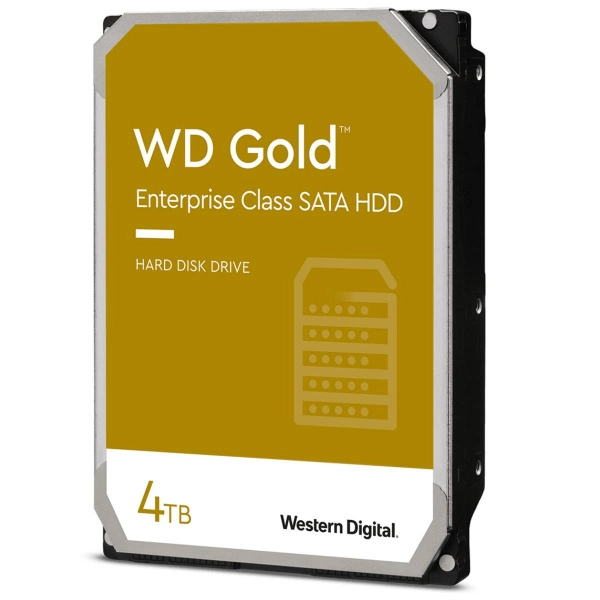 WD Gold™
Enterprise Class SATA HDD
HARD DISK DRIVE
4TB
Western Digital.